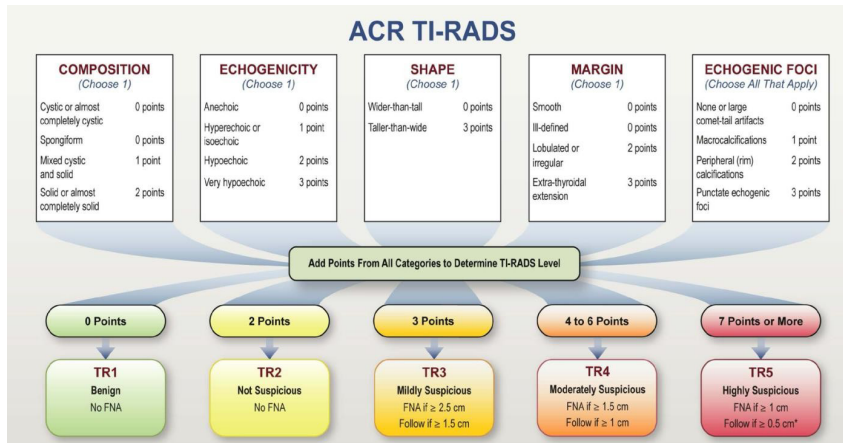 ACR TI-RADS
COMPOSITION
(Choose 1)
Cystic or almost 0 points
completely cystic
Spongiform 0 points
Mixed cystic 1 point
and solid
Solid or almost 2 points
completely solid
ECHOGENICITY
(Choose 1)
Anechoic 0 points
Hyperechoic or 1 point
isoechoic
Hypoechoic 2 points
Very hypoechoic 3 points
SHAPE
(Choose 1)
Wider-than-tall 0 points
Taller-than-wide 3 points
MARGIN
(Choose 1)
Smooth 0 points
Ill-defined 0 points
Lobulated or 2 points
irregular
Extra-thyroidal 3 points
extension
ECHOGENIC FOCI
(Choose All That Apply)
None or large 0 points
comet-tail artifacts
Macrocalcifications 1 point
Peripheral (rim) 2 points
calcifications
Punctate echogenic 3 points
foci
Add Points From All Categories to Determine TI-RADS Level
0 Points
TR1
Benign
No FNA
2 Points
TR2
Not Suspicious
No FNA
3 Points
TR3
Mildly Suspicious
FNA if ≥ 2.5 cm
Follow if ≥ 1.5 cm
4 to 6 Points
TR4
Moderately Suspicious
FNA if ≥ 1.5 cm
Follow if ≥ 1 cm
7 Points or More
TR5
Highly Suspicious
FNA if ≥ 1 cm
Follow if ≥ 0.5 cm*